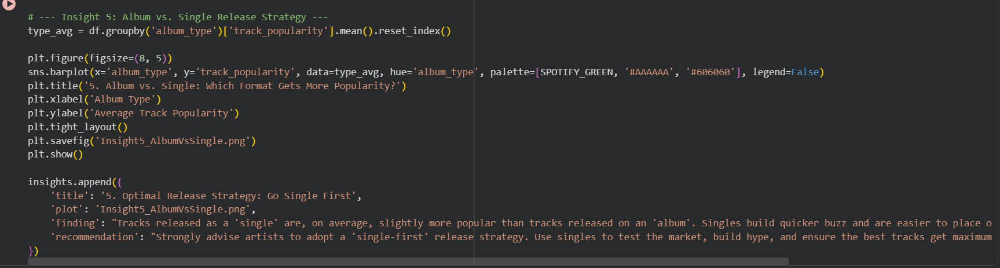 # --- Insight 5: Album vs. Single Release Strategy ---
type_avg = df.groupby('album_type')['track_popularity'].mean().reset_index()
plt.figure(figsize=(8, 5))
sns.barplot(x='album_type', y='track_popularity', data=type_avg, hue='album_type', palette=[SPOTIFY_GREEN, '#AAAAAA', '#606060'], legend=False)
plt.title('5. Album vs. Single: Which Format Gets More Popularity?')
plt.xlabel('Album Type')
plt.ylabel('Average Track Popularity')
plt.tight_layout()
plt.savefig('Insight5_AlbumVsSingle.png')
plt.show()
insights.append({
    'title': '5. Optimal Release Strategy: Go Single First',
    'plot': 'Insight5_AlbumVsSingle.png',
    'finding': "Tracks released as a 'single' are, on average, slightly more popular than tracks released on an 'album'. Singles build quicker buzz and are easier to place o
    'recommendation': "Strongly advise artists to adopt a 'single-first' release strategy. Use singles to test the market, build hype, and ensure the best tracks get maximum
})